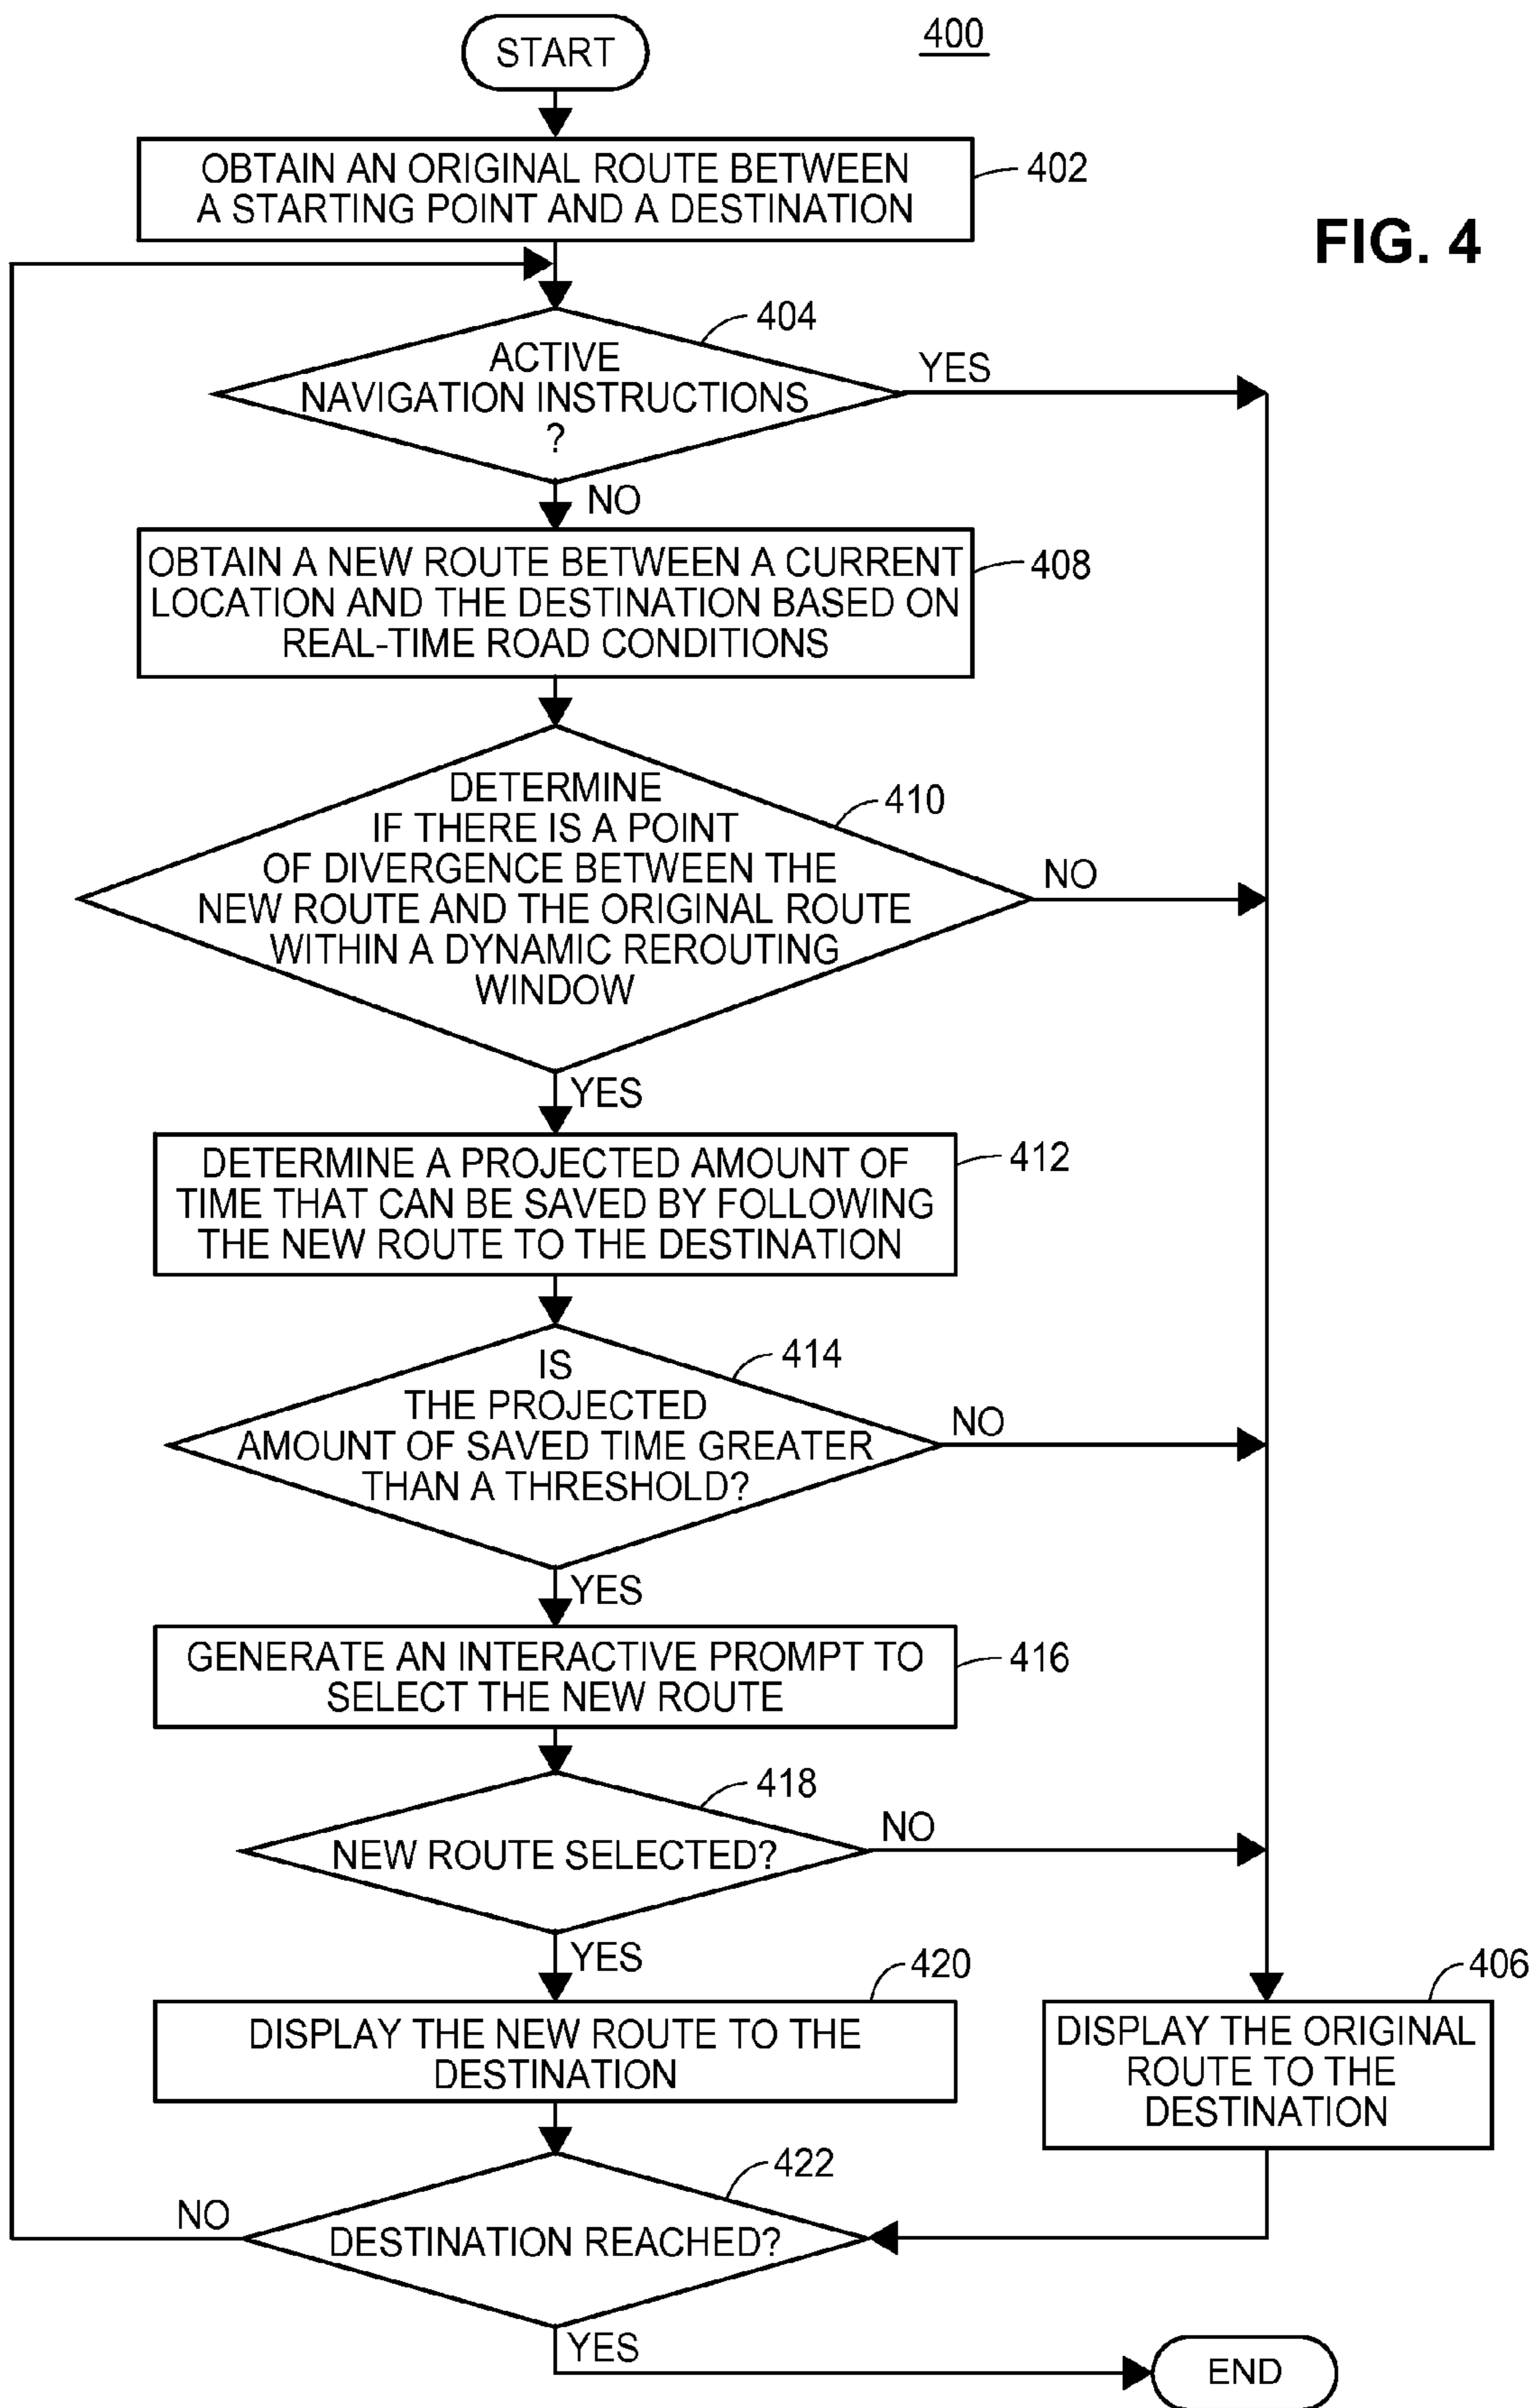 START
400
OBTAIN AN ORIGINAL ROUTE BETWEEN
A STARTING POINT AND A DESTINATION
402
FIG. 4
404
ACTIVE
NAVIGATION INSTRUCTIONS
?
YES
NO
OBTAIN A NEW ROUTE BETWEEN A CURRENT
LOCATION AND THE DESTINATION BASED ON
REAL-TIME ROAD CONDITIONS
408
DETERMINE
IF THERE IS A POINT
OF DIVERGENCE BETWEEN THE
NEW ROUTE AND THE ORIGINAL ROUTE
WITHIN A DYNAMIC REROUTING
WINDOW
410
NO
YES
DETERMINE A PROJECTED AMOUNT OF
TIME THAT CAN BE SAVED BY FOLLOWING
THE NEW ROUTE TO THE DESTINATION
412
IS
THE PROJECTED
AMOUNT OF SAVED TIME GREATER
THAN A THRESHOLD?
414
NO
YES
GENERATE AN INTERACTIVE PROMPT TO
SELECT THE NEW ROUTE
416
418
NEW ROUTE SELECTED?
NO
YES
420
DISPLAY THE NEW ROUTE TO THE
DESTINATION
406
DISPLAY THE ORIGINAL
ROUTE TO THE
DESTINATION
422
NO
DESTINATION REACHED?
YES
END